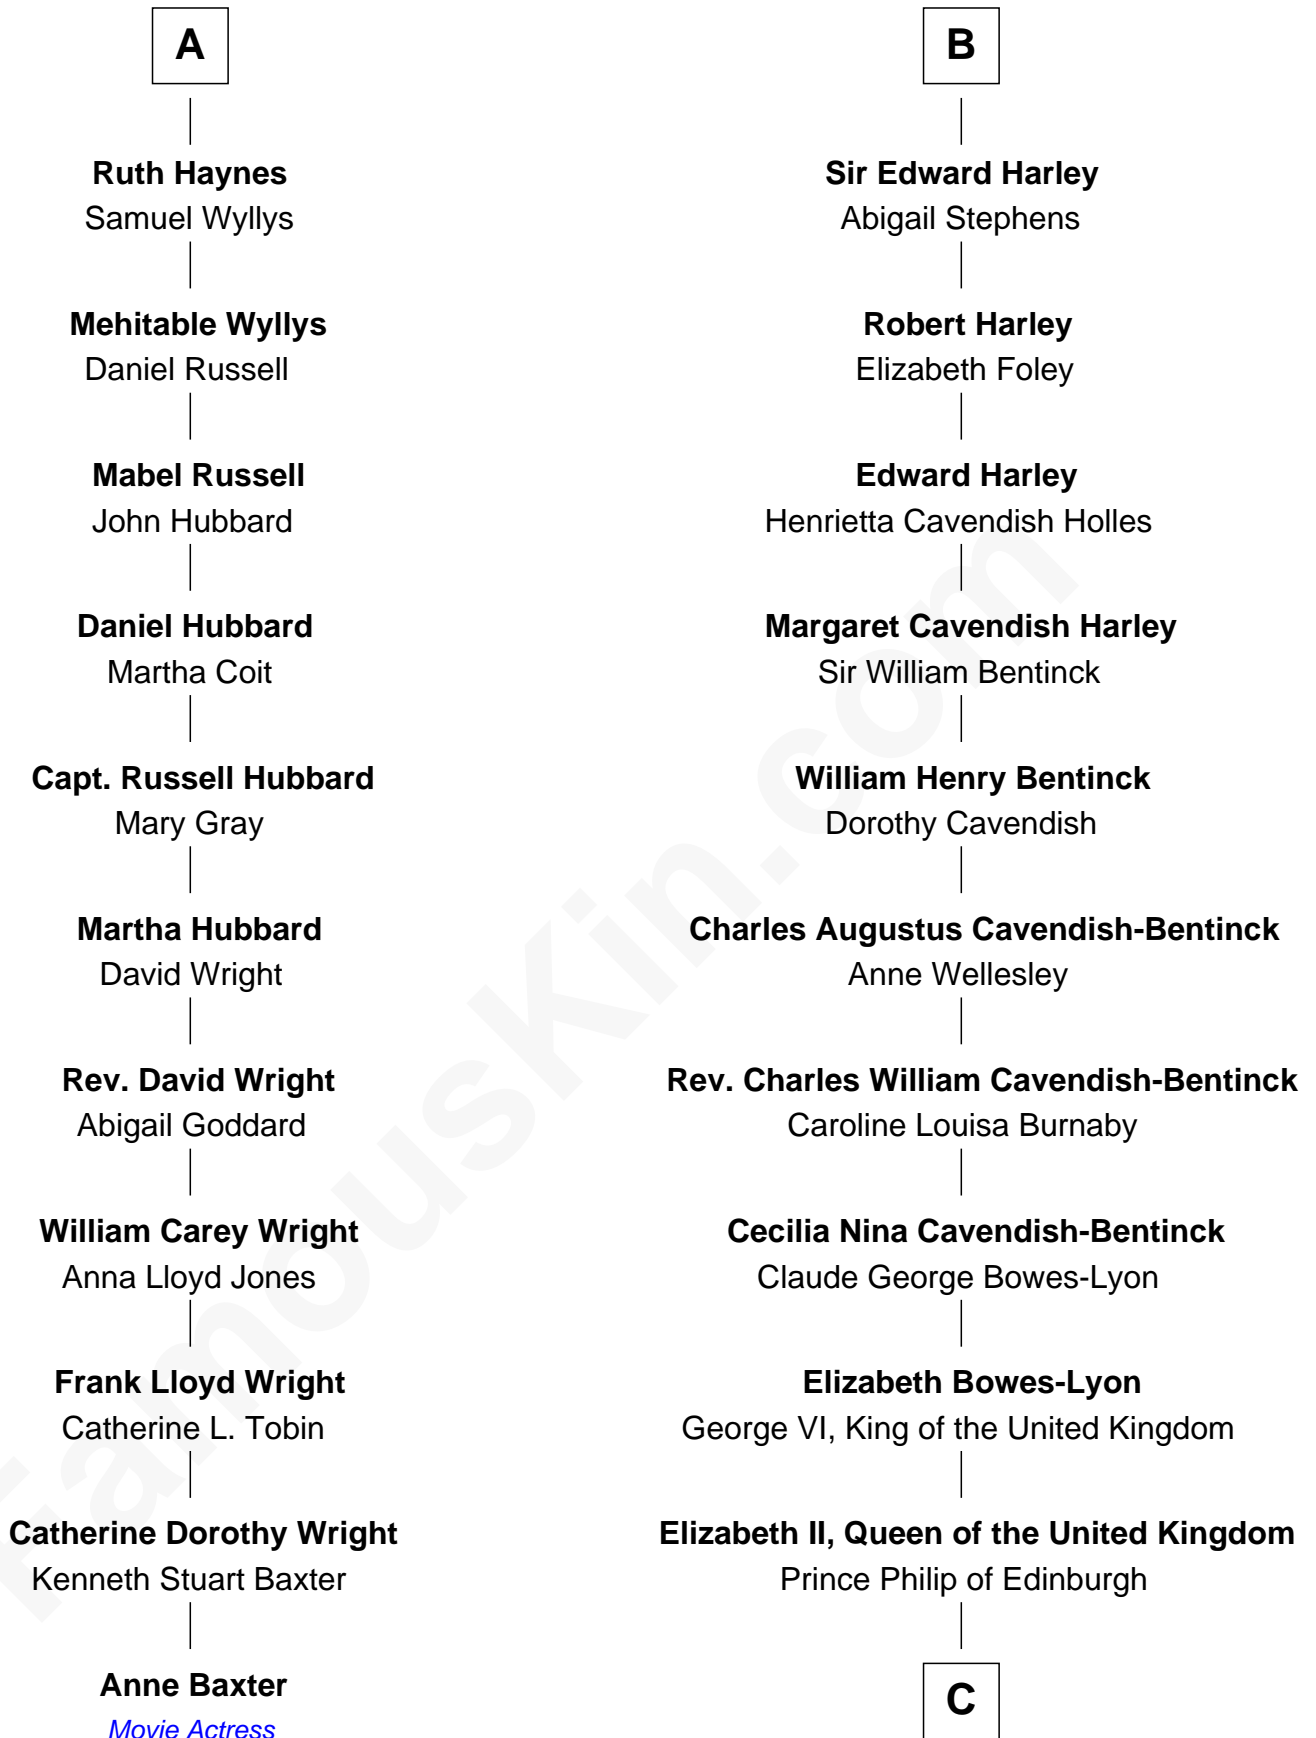 A
Ruth Haynes
Samuel Wyllys
Mehitable Wyllys
Daniel Russell
Mabel Russell
John Hubbard
Daniel Hubbard
Martha Coit
Capt. Russell Hubbard
Mary Gray
Martha Hubbard
David Wright
Rev. David Wright
Abigail Goddard
William Carey Wright
Anna Lloyd Jones
Frank Lloyd Wright
Catherine L. Tobin
Catherine Dorothy Wright
Kenneth Stuart Baxter
Anne Baxter
Movie Actress
B
Sir Edward Harley
Abigail Stephens
Robert Harley
Elizabeth Foley
Edward Harley
Henrietta Cavendish Holles
Margaret Cavendish Harley
Sir William Bentinck
William Henry Bentinck
Dorothy Cavendish
Charles Augustus Cavendish-Bentinck
Anne Wellesley
Rev. Charles William Cavendish-Bentinck
Caroline Louisa Burnaby
Cecilia Nina Cavendish-Bentinck
Claude George Bowes-Lyon
Elizabeth Bowes-Lyon
George VI, King of the United Kingdom
Elizabeth II, Queen of the United Kingdom
Prince Philip of Edinburgh
C
FamousKin.com